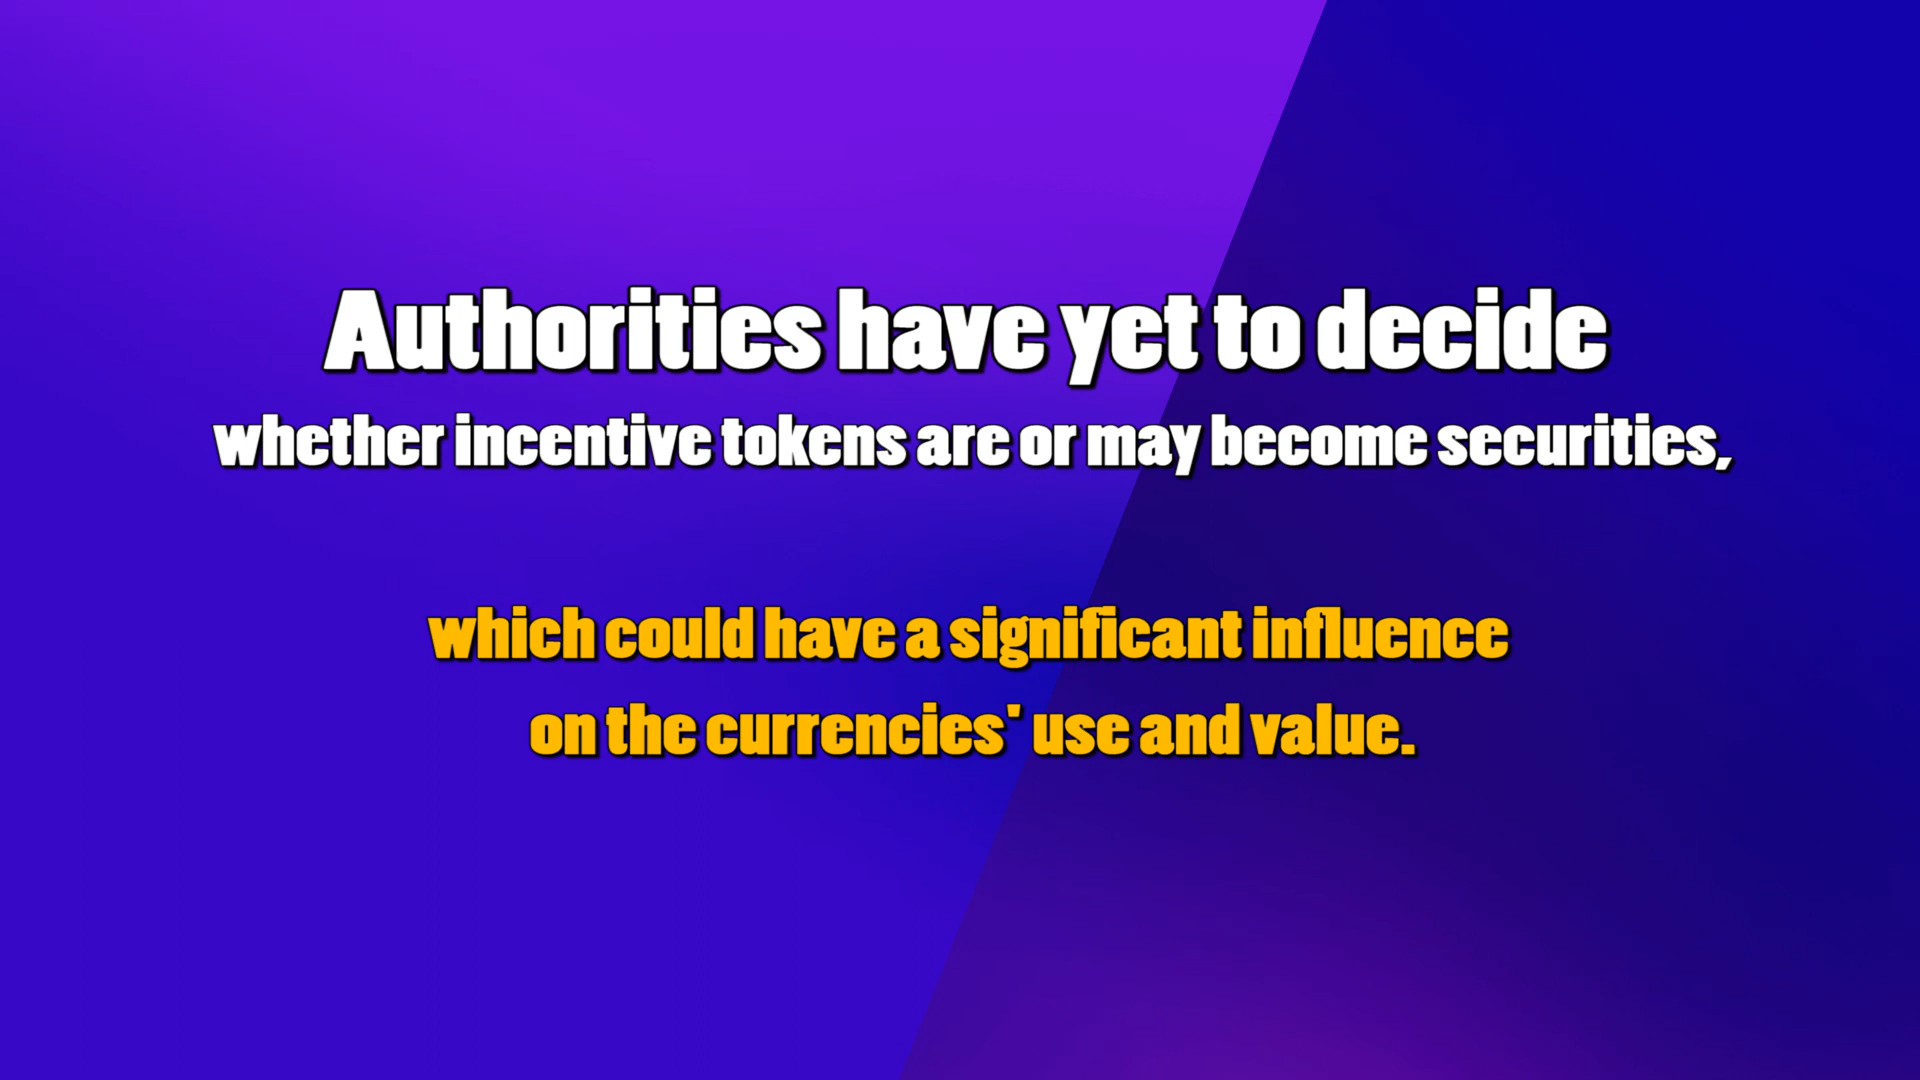 Authorities have yet to decide
whether incentive tokens are or may become securities,
which could have a significant influence
on the currencies' use and value.